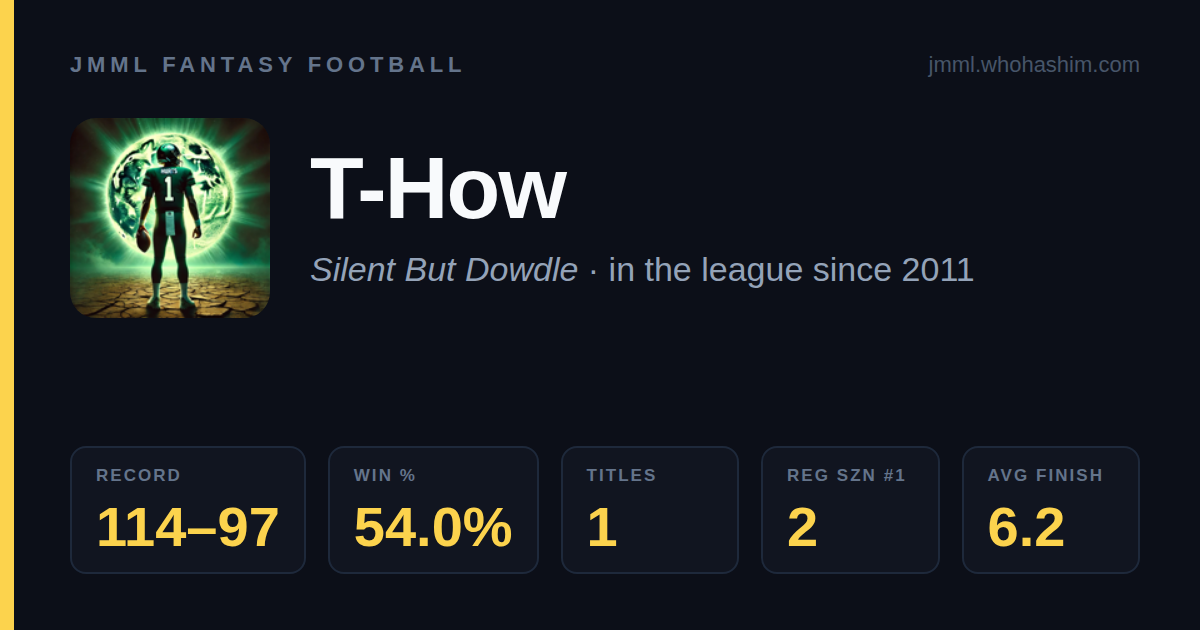 JMML FANTASY FOOTBALL
jmml.whohashim.com
1
T-How
Silent But Dowdle · in the league since 2011
RECORD
114–97
WIN %
54.0%
TITLES
1
REG SZN #1
2
AVG FINISH
6.2